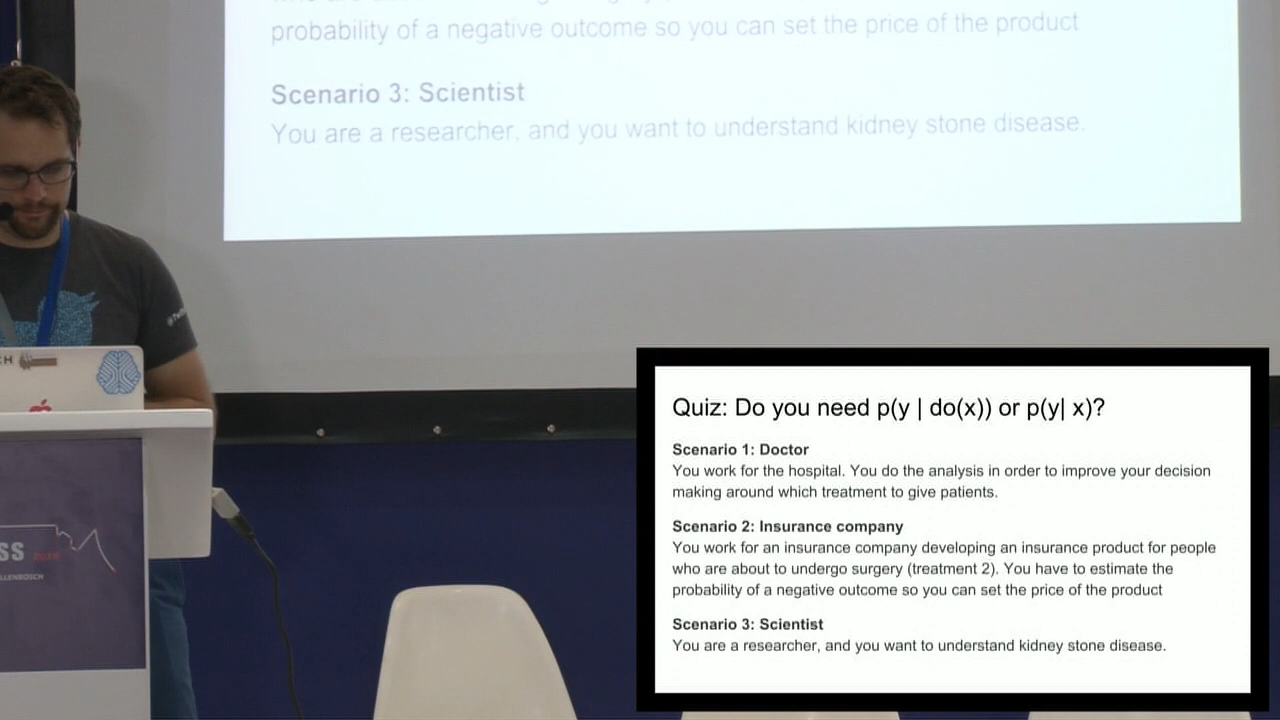 probability of a negative outcome so you can set the price of the product
Scenario 3: Scientist
You are a researcher, and you want to understand kidney stone disease.
Quiz: Do you need p(y | do(x)) or p(y| x)?
Scenario 1: Doctor
You work for the hospital. You do the analysis in order to improve your decision
making around which treatment to give patients.
Scenario 2: Insurance company
You work for an insurance company developing an insurance product for people
who are about to undergo surgery (treatment 2). You have to estimate the
probability of a negative outcome so you can set the price of the product
Scenario 3: Scientist
You are a researcher, and you want to understand kidney stone disease.